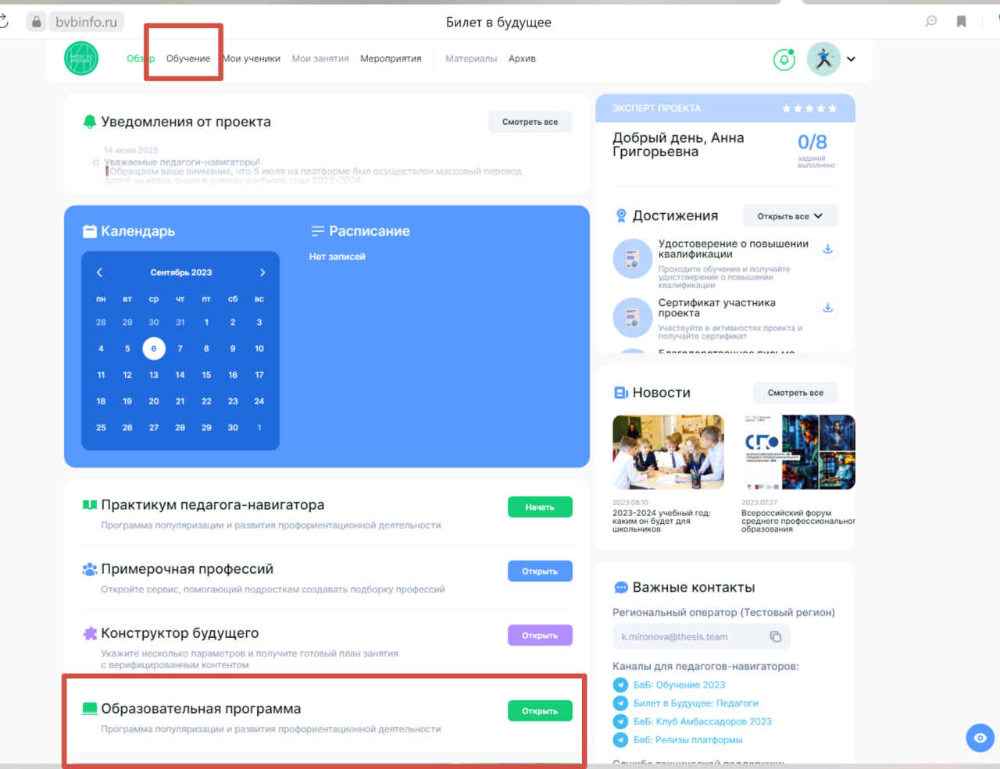 bvbinfo.ru
Билет в будущее
Обзор Обучение Мои ученики Мои занятия Мероприятия Материалы Архив
Уведомления от проекта
Смотреть все
14 июля 2023
Уважаемые педагоги-навигаторы!
❗Обращаем ваше внимание, что 5 июля на платформе был осуществлен массовый перевод
детей на класс выше в рамках учебного года 2023-2024.
Календарь
Сентябрь 2023
пн вт ср чт пт сб вс
28 29 30 31 1 2 3
4 5 6 7 8 9 10
11 12 13 14 15 16 17
18 19 20 21 22 23 24
25 26 27 28 29 30 1
Расписание
Нет записей
Практикум педагога-навигатора
Программа популяризации и развития профориентационной деятельности
Начать
Примерочная профессий
Откройте сервис, помогающий подросткам создавать подборку профессий
Открыть
Конструктор будущего
Укажите несколько параметров и получите готовый план занятия
с верифицированным контентом
Открыть
Образовательная программа
Программа популяризации и развития профориентационной деятельности
Открыть
ЭКСПЕРТ ПРОЕКТА
Добрый день, Анна
Григорьевна
0/8
заданий
выполнено
Достижения
Открыть все
Удостоверение о повышении
квалификации
Проходите обучение и получайте
удостоверение о повышении
квалификации
Сертификат участника
проекта
Участвуйте в активностях проекта и
получайте сертификат
Благодарственное письмо
Новости
Смотреть все
СПО
ВСЕРОССИЙСКИЙ ФОРУМ
СРЕДНЕГО ПРОФЕССИОНАЛЬНОГО
ОБРАЗОВАНИЯ
2023.08.10
2023-2024 учебный год:
каким он будет для
школьников
2023.07.27
Всероссийский форум
среднего профессиональног
образования
Важные контакты
Региональный оператор (Тестовый регион)
k.mironova@thesis.team
Каналы для педагогов-навигаторов:
БвБ: Обучение 2023
Билет в Будущее: Педагоги
БвБ: Клуб Амбассадоров 2023
Бвб: Релизы платформы
Служба технической поддержки: